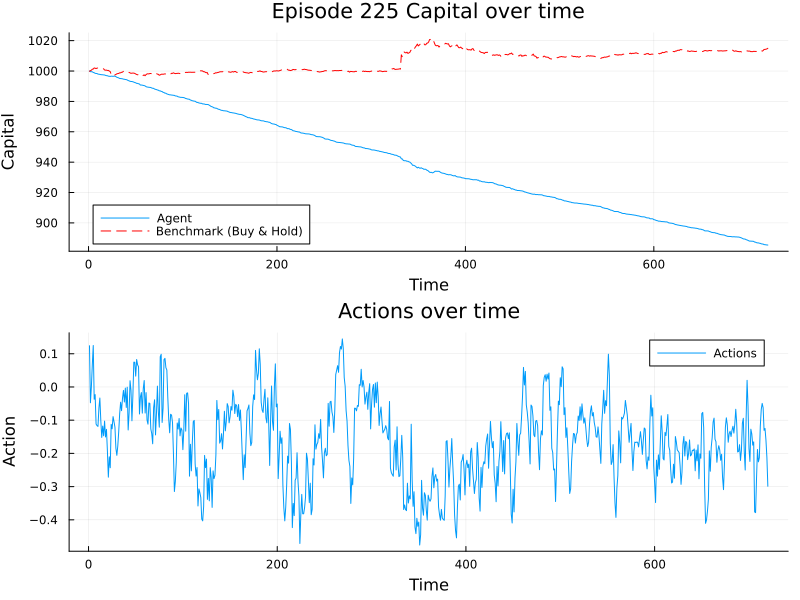 Episode 225 Capital over time
Capital
1020
1000
980
960
940
920
900
Agent
Benchmark (Buy & Hold)
0 200 400 600
Time
Actions over time
Action
0.1
0.0
−0.1
−0.2
−0.3
−0.4
Actions
0 200 400 600
Time